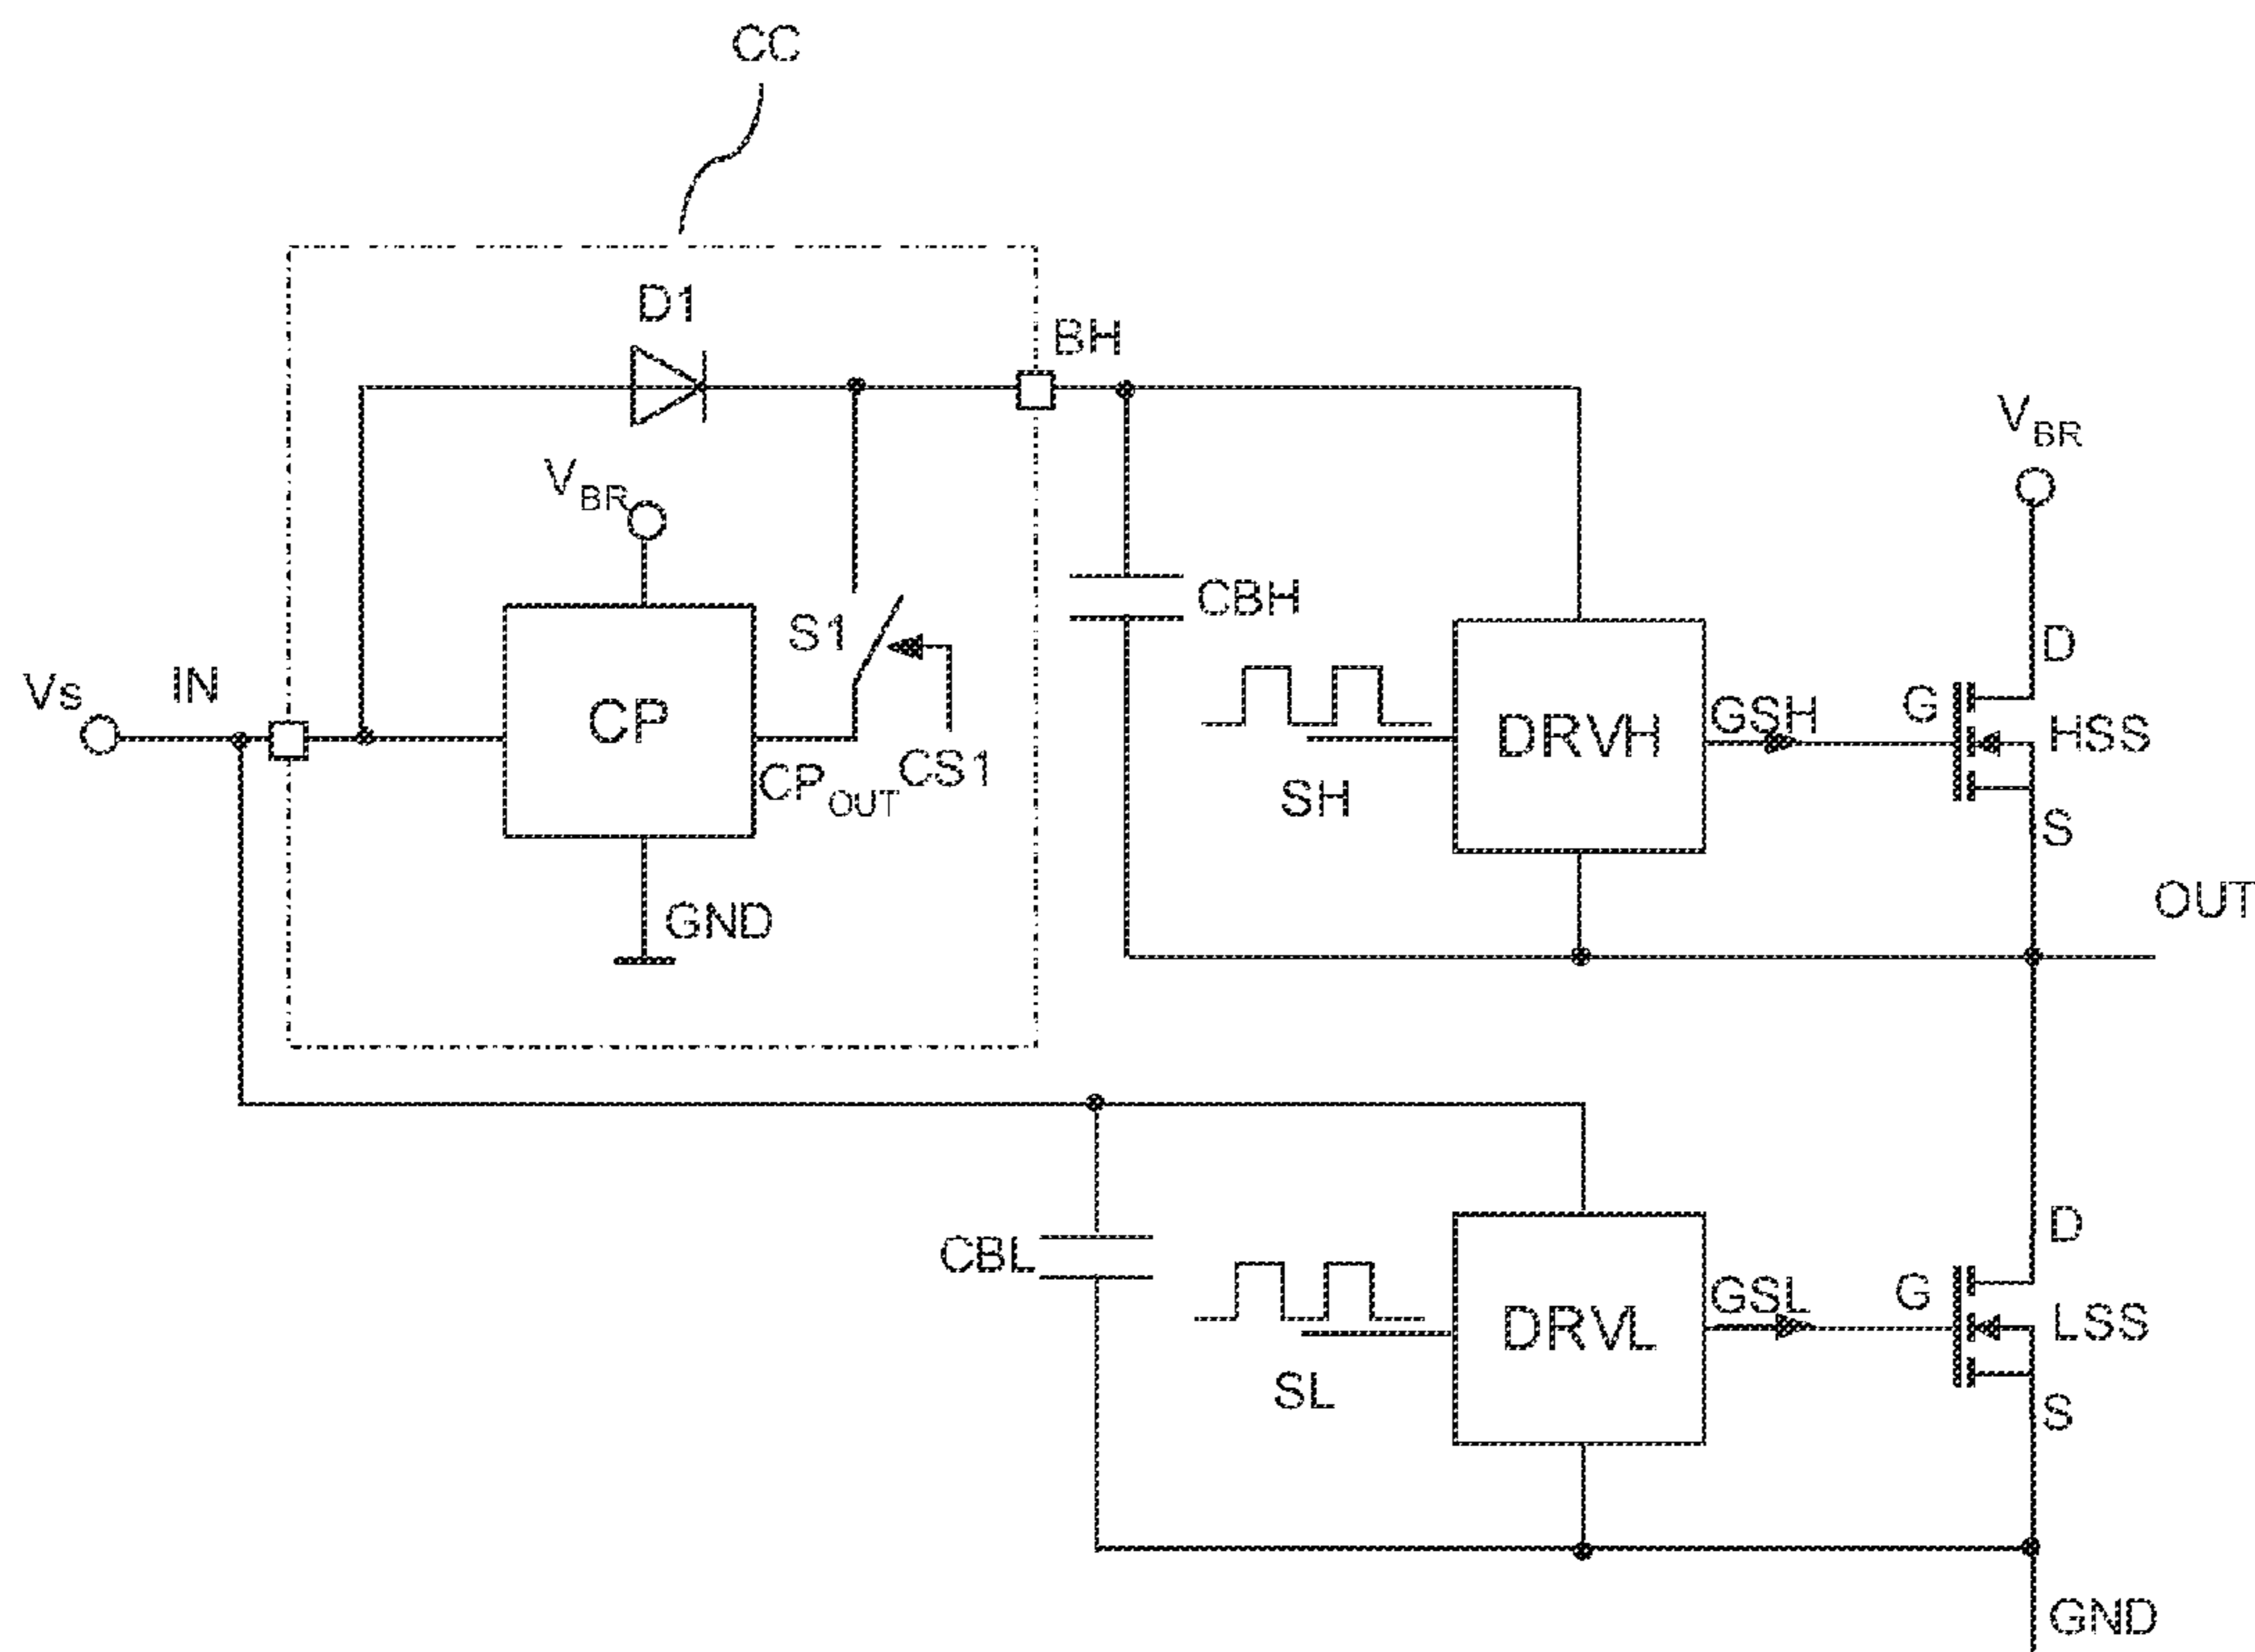 CC
D1
BH
VBR
VBR
S1
CBH
D
Vs
IN
CP
CPOUT
CS1
SH
DRVH
GSH
G
HSS
S
GND
OUT
CBL
SL
DRVL
GSL
G
D
LSS
S
GND